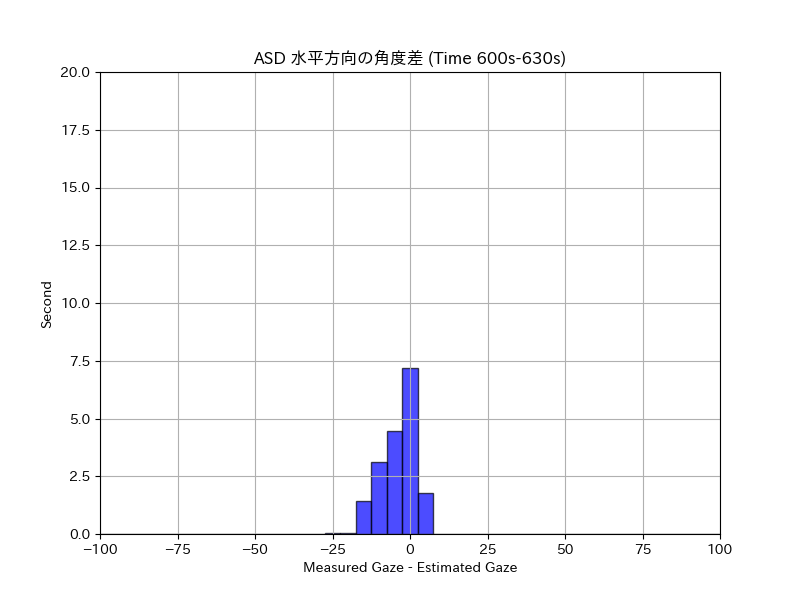 ASD 水平方向の角度差 (Time 600s-630s)
20.0
17.5
15.0
12.5
10.0
7.5
5.0
2.5
0.0
Second
−100 −75 −50 −25 0 25 50 75 100
Measured Gaze - Estimated Gaze